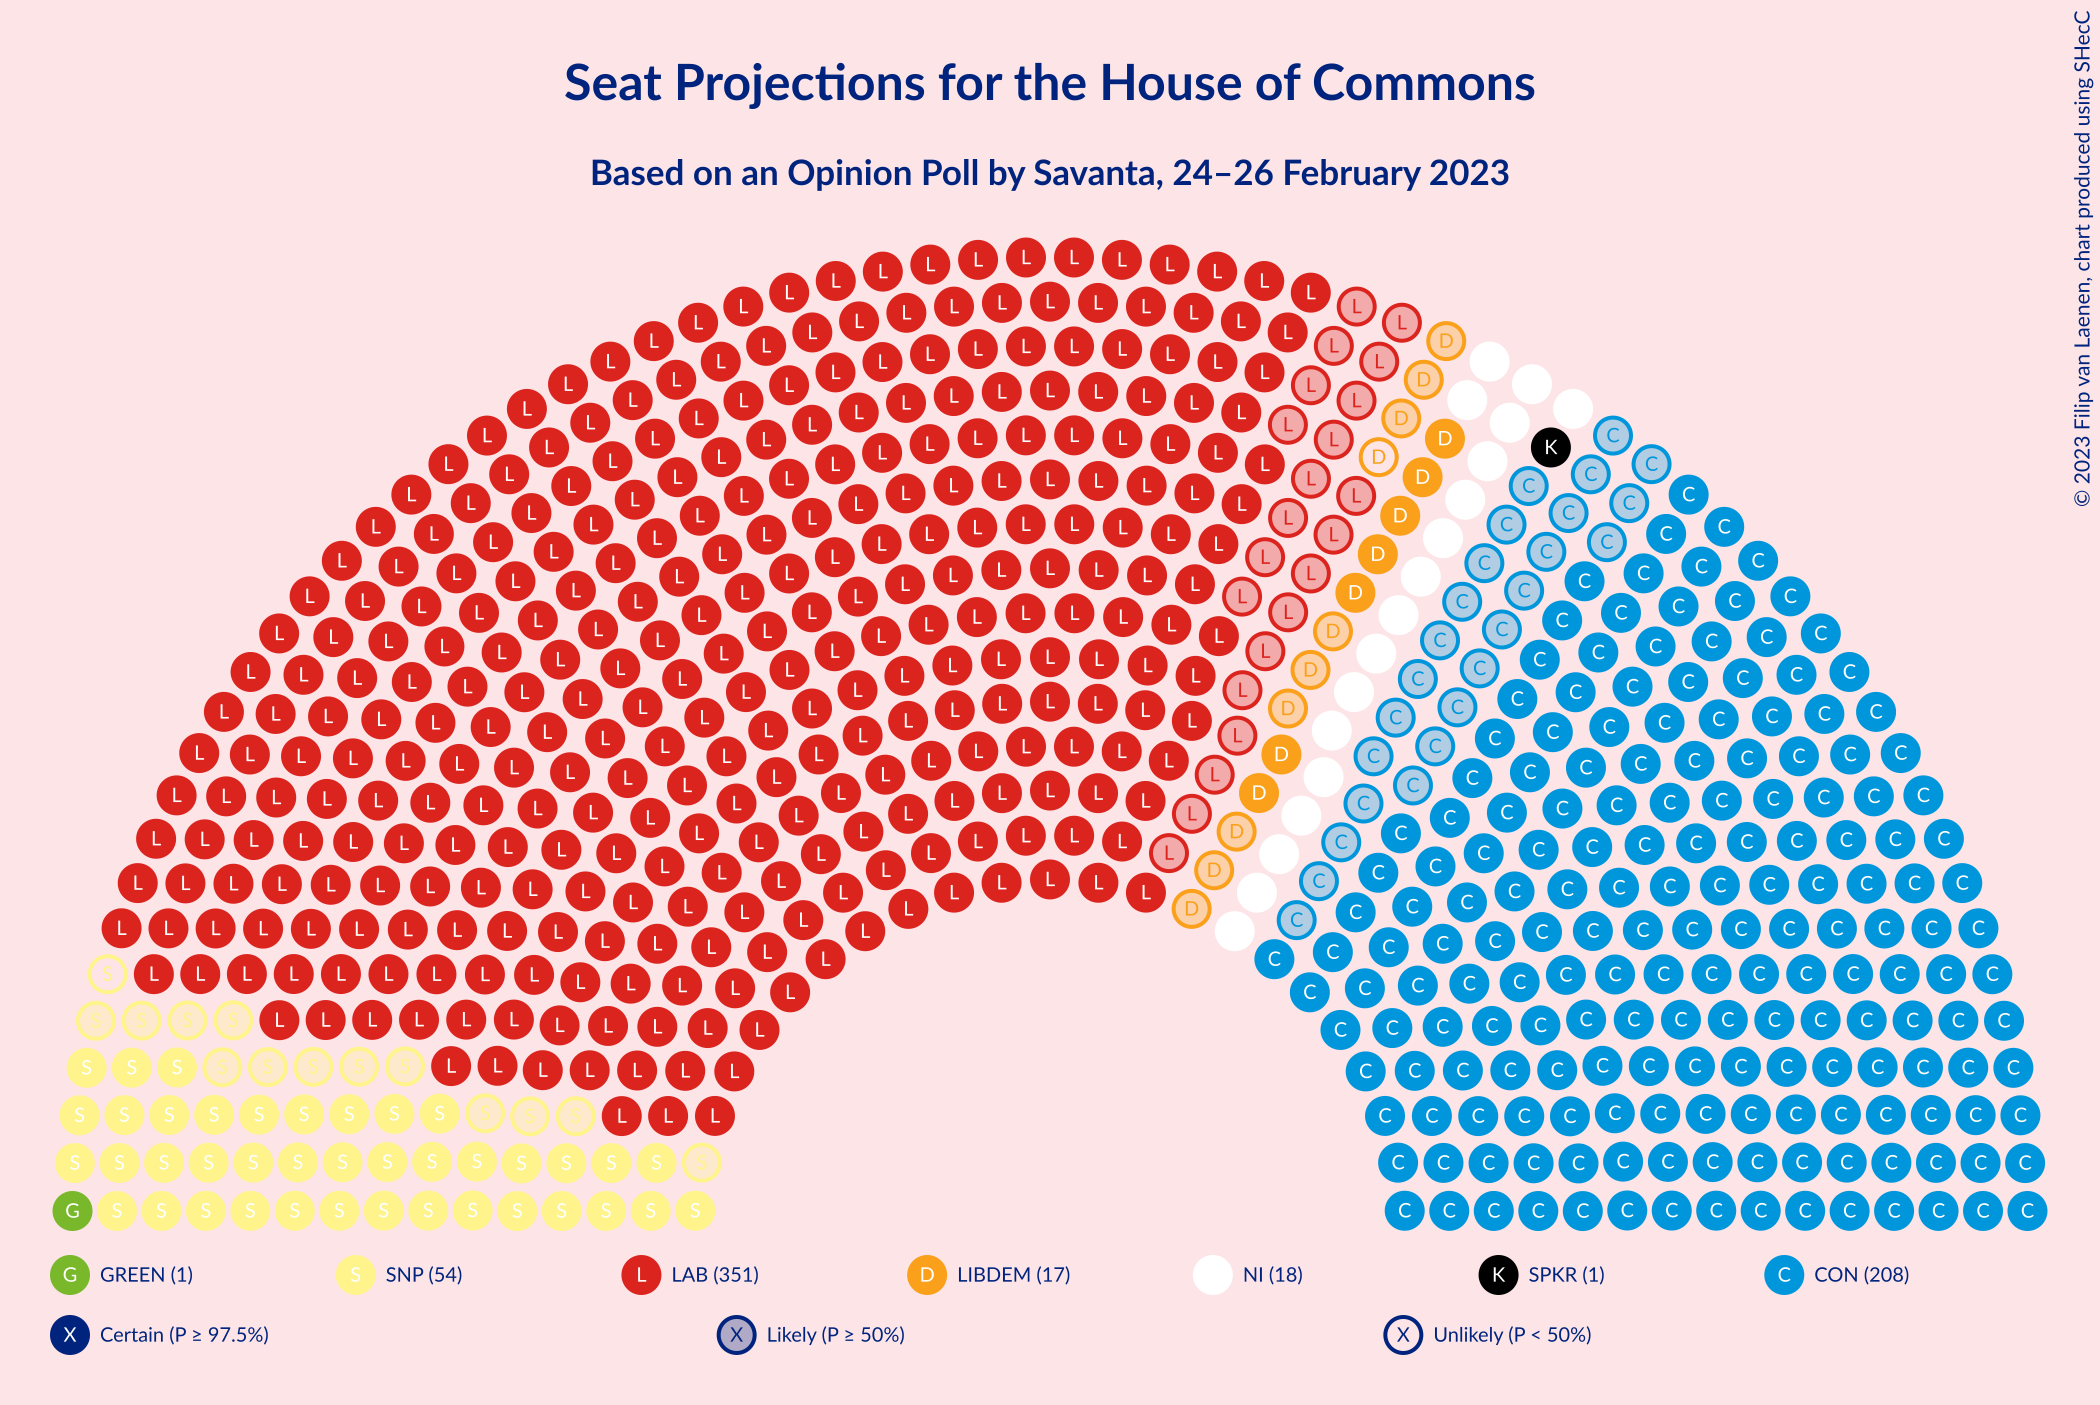 Seat Projections for the House of Commons
Based on an Opinion Poll by Savanta, 24–26 February 2023
© 2023 Filip van Laenen, chart produced using SHecC
G GREEN (1) S SNP (54) L LAB (351) D LIBDEM (17) NI (18) K SPKR (1) C CON (208)
X Certain (P ≥ 97.5%) X Likely (P ≥ 50%) X Unlikely (P < 50%)